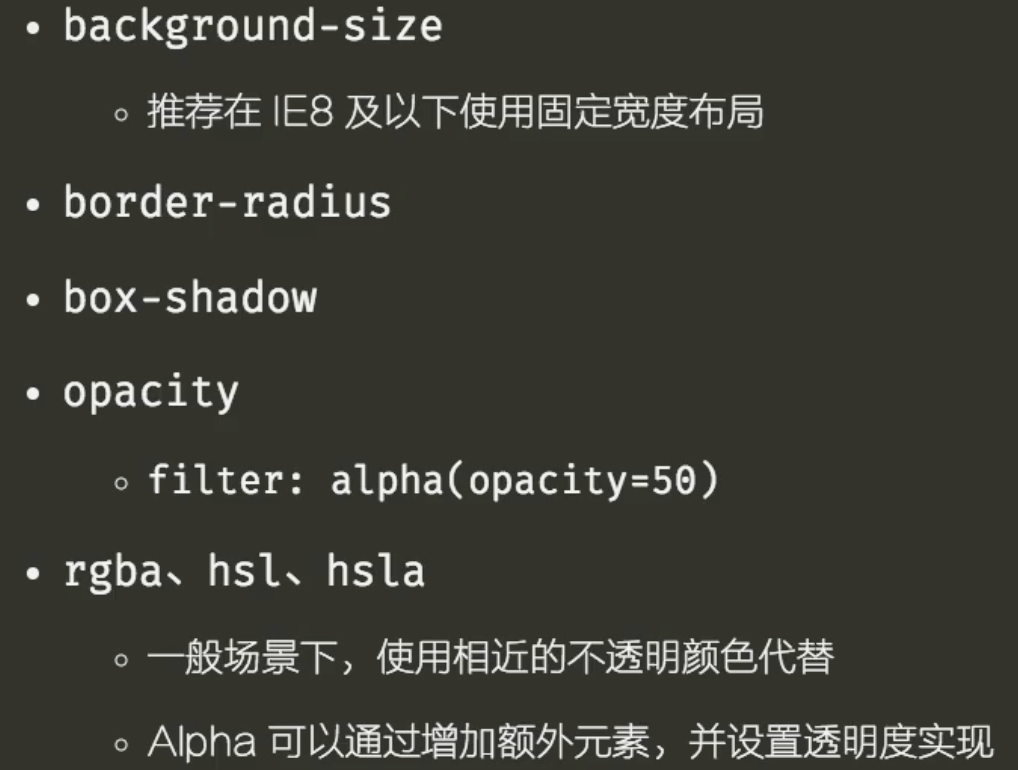 • background-size
◦ 推荐在 IE8 及以下使用固定宽度布局
• border-radius
• box-shadow
• opacity
◦ filter: alpha(opacity=50)
• rgba、hsl、hsla
◦ 一般场景下，使用相近的不透明颜色代替
◦ Alpha 可以通过增加额外元素，并设置透明度实现